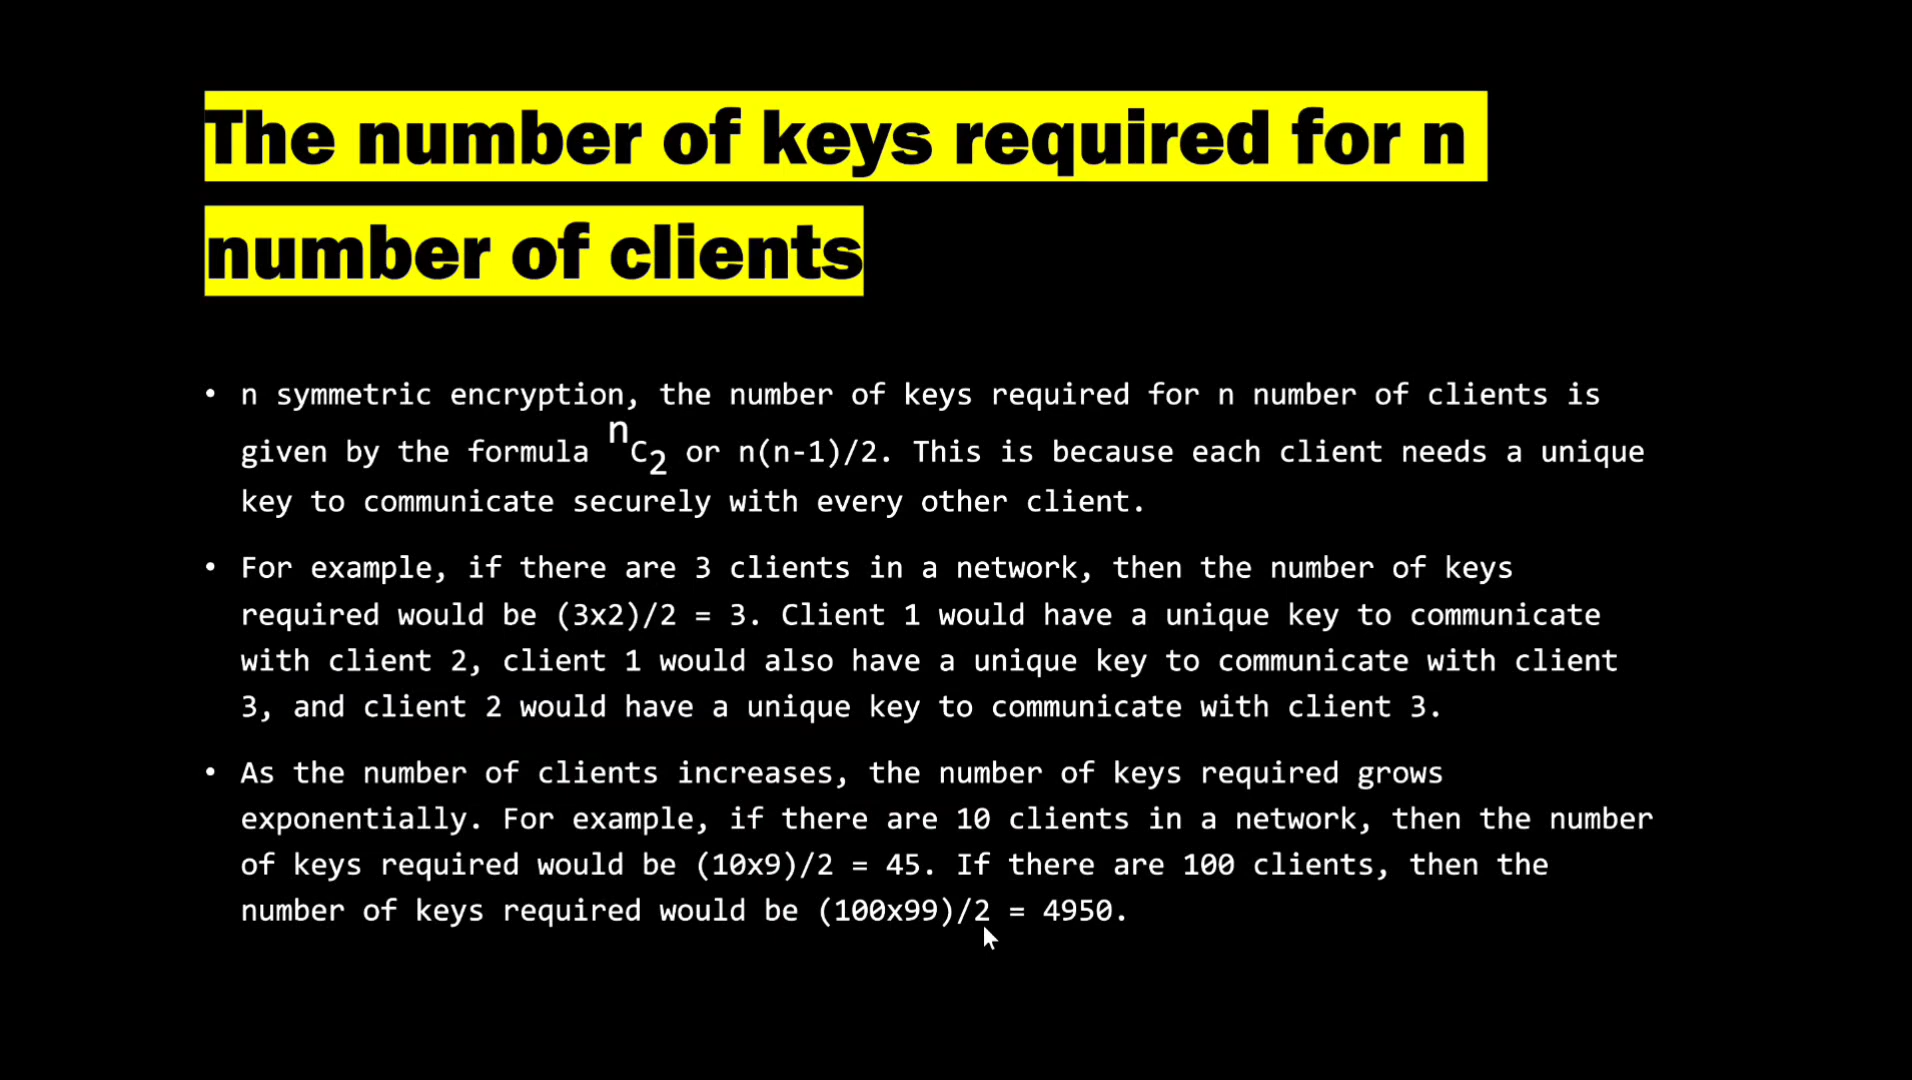 The number of keys required for n
number of clients
• n symmetric encryption, the number of keys required for n number of clients is
given by the formula ⁿC₂ or n(n-1)/2. This is because each client needs a unique
key to communicate securely with every other client.
• For example, if there are 3 clients in a network, then the number of keys
required would be (3x2)/2 = 3. Client 1 would have a unique key to communicate
with client 2, client 1 would also have a unique key to communicate with client
3, and client 2 would have a unique key to communicate with client 3.
• As the number of clients increases, the number of keys required grows
exponentially. For example, if there are 10 clients in a network, then the number
of keys required would be (10x9)/2 = 45. If there are 100 clients, then the
number of keys required would be (100x99)/2 = 4950.